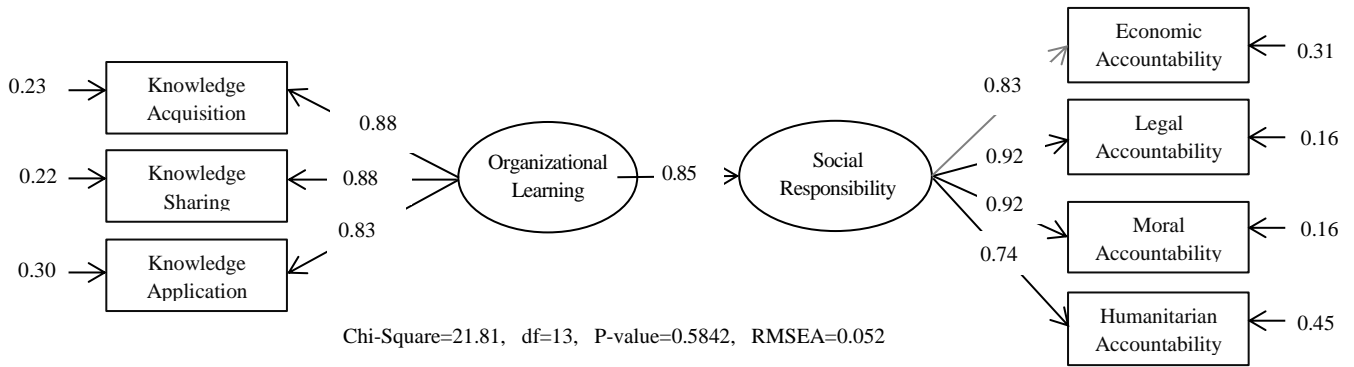 0.23
Knowledge
Acquisition
0.88
0.22
Knowledge
Sharing
0.88
0.30
Knowledge
Application
0.83
Organizational
Learning
0.85
Social
Responsibility
0.83
Economic
Accountability
0.31
0.92
Legal
Accountability
0.16
0.92
Moral
Accountability
0.16
0.74
Humanitarian
Accountability
0.45
Chi-Square=21.81, df=13, P-value=0.5842, RMSEA=0.052